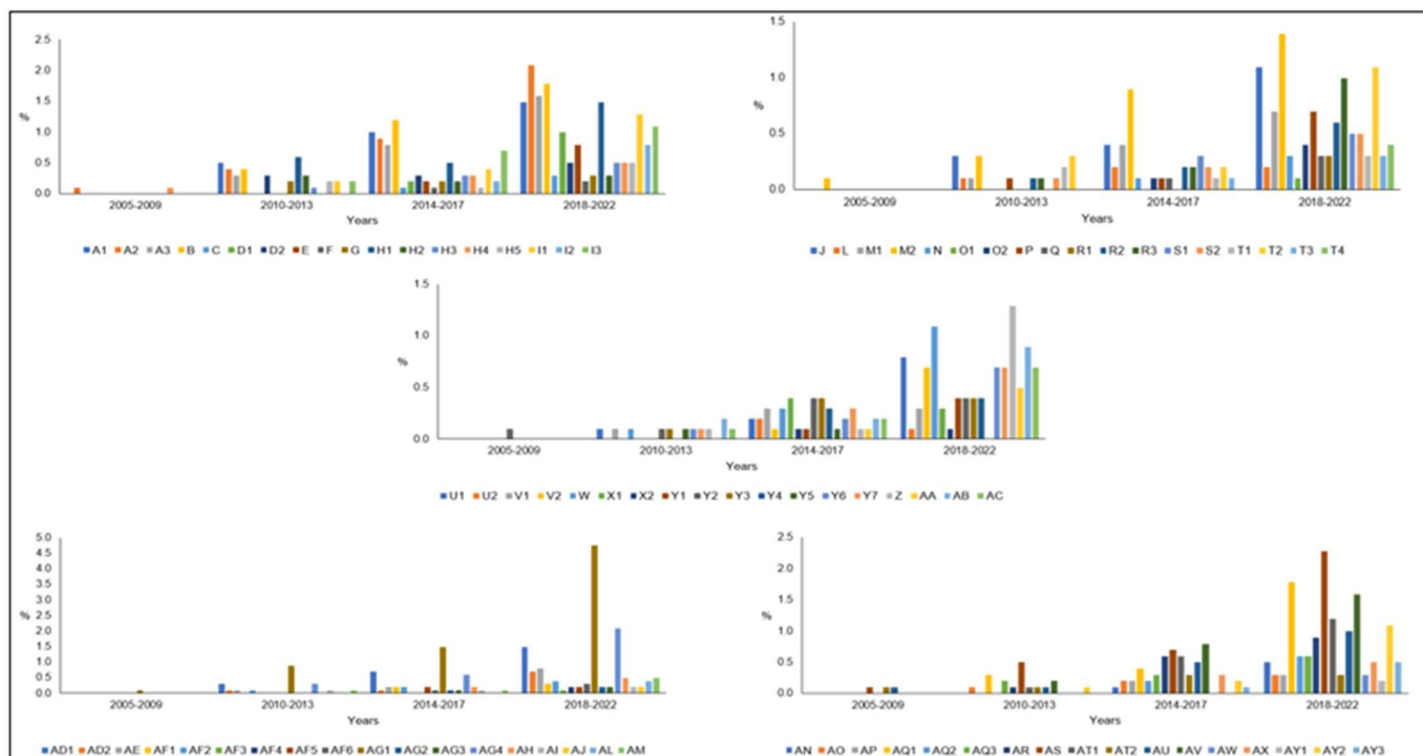 2.5
2.0
1.5
%
1.0
0.5
0.0
2005-2009 2010-2013 2014-2017 2018-2022
Years
A1 A2 A3 B C D1 D2 E F G H1 H2 H3 H4 H5 I1 I2 I3
1.5
1.0
%
0.5
0.0
2005-2009 2010-2013 2014-2017 2018-2022
Years
J L M1 M2 N O1 O2 P Q R1 R2 R3 S1 S2 T1 T2 T3 T4
1.5
1.0
%
0.5
0.0
2005-2009 2010-2013 2014-2017 2018-2022
Years
U1 U2 V1 V2 W X1 X2 Y1 Y2 Y3 Y4 Y5 Y6 Y7 Z AA AB AC
5.0
4.5
4.0
3.5
3.0
%
2.5
2.0
1.5
1.0
0.5
0.0
2005-2009 2010-2013 2014-2017 2018-2022
Years
AD1 AD2 AE AF1 AF2 AF3 AF4 AF5 AF6 AG1 AG2 AG3 AG4 AH AI AJ AL AM
2.5
2.0
1.5
%
1.0
0.5
0.0
2005-2009 2010-2013 2014-2017 2018-2022
Years
AN AO AP AQ1 AQ2 AQ3 AR AS AT1 AT2 AU AV AW AX AY1 AY2 AY3